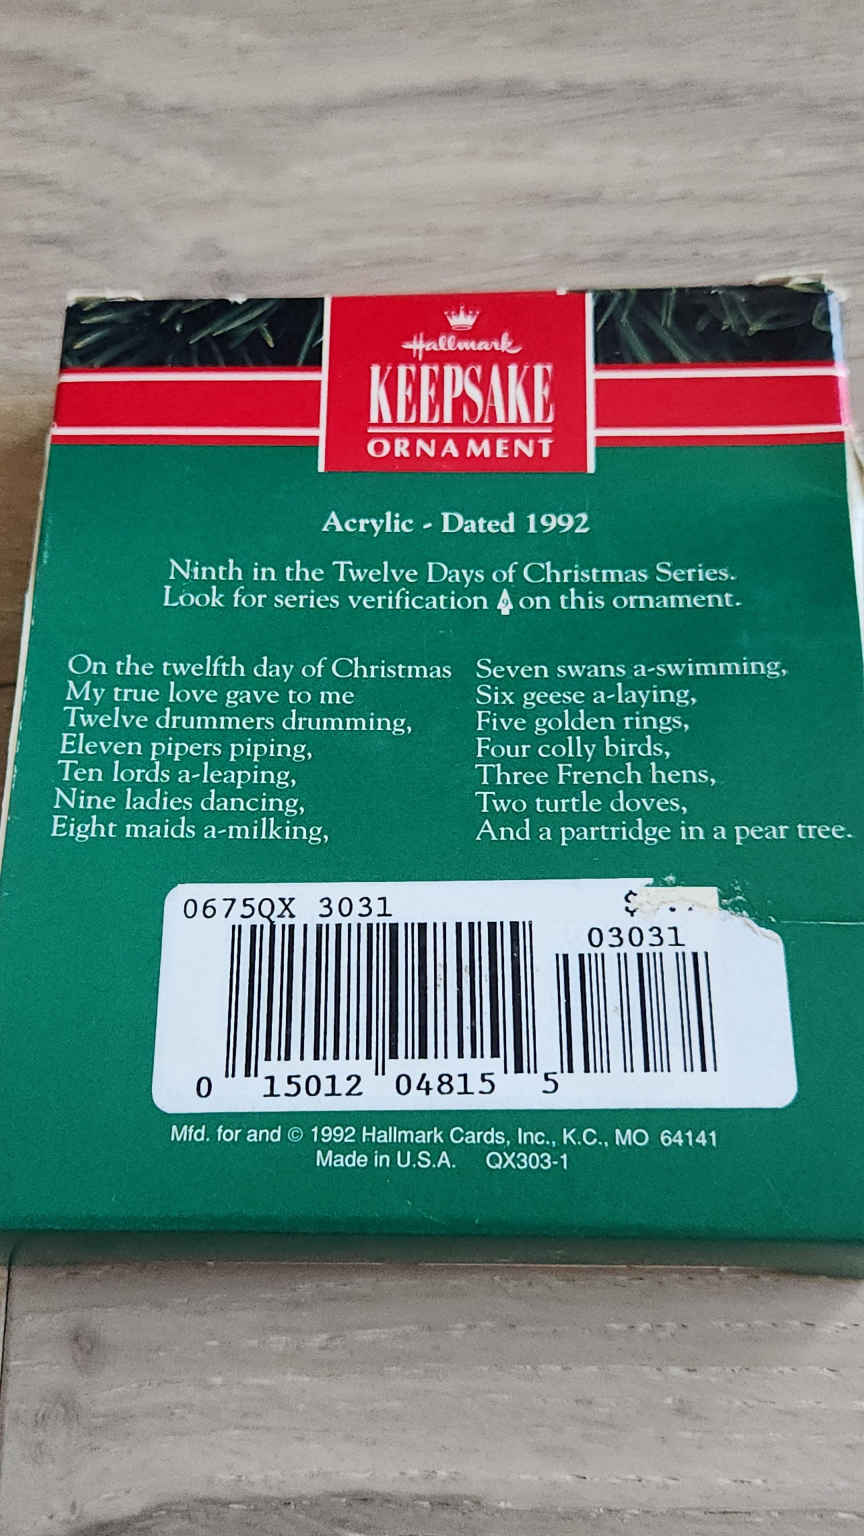 Hallmark
KEEPSAKE
ORNAMENT
Acrylic - Dated 1992
Ninth in the Twelve Days of Christmas Series.
Look for series verification 9 on this ornament.
On the twelfth day of Christmas
My true love gave to me
Twelve drummers drumming,
Eleven pipers piping,
Ten lords a-leaping,
Nine ladies dancing,
Eight maids a-milking,
Seven swans a-swimming,
Six geese a-laying,
Five golden rings,
Four colly birds,
Three French hens,
Two turtle doves,
And a partridge in a pear tree.
0675QX 3031 $
03031
0 15012 04815 5
Mfd. for and © 1992 Hallmark Cards, Inc., K.C., MO 64141
Made in U.S.A. QX303-1